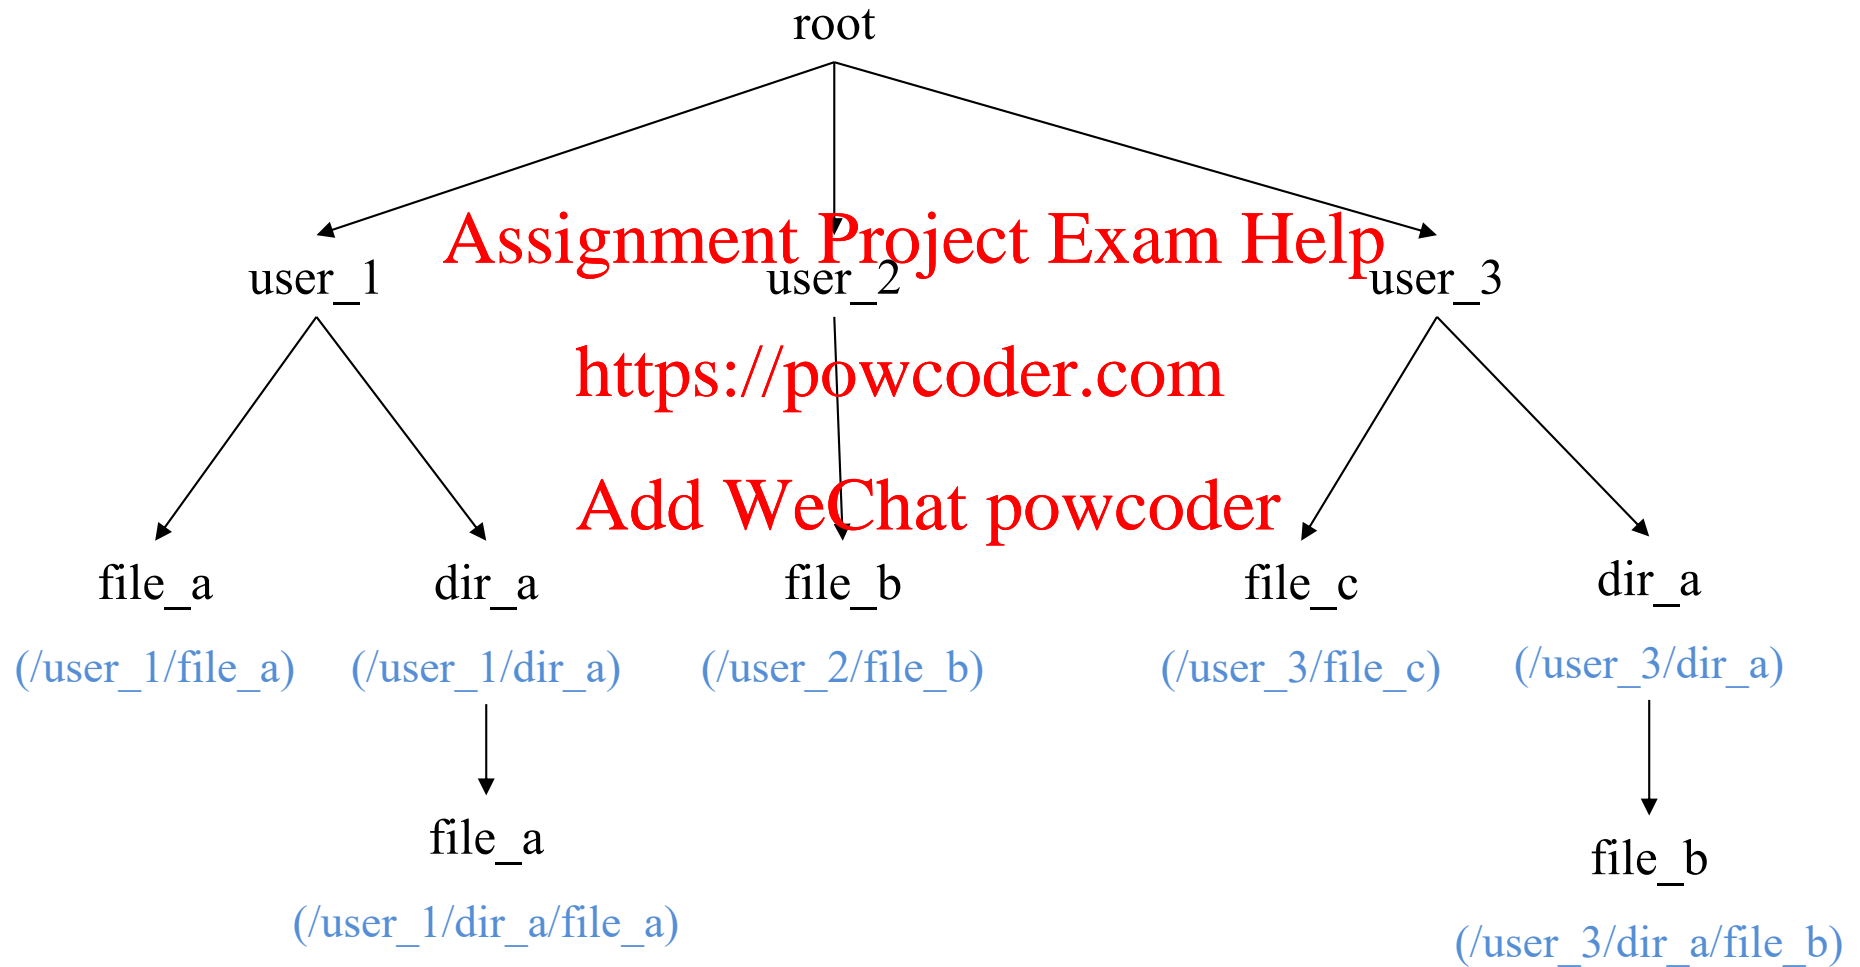 root
Assignment Project Exam Help
user_1 user_2 user_3
https://powcoder.com
Add WeChat powcoder
file_a dir_a file_b file_c dir_a
(/user_1/file_a) (/user_1/dir_a) (/user_2/file_b) (/user_3/file_c) (/user_3/dir_a)
file_a file_b
(/user_1/dir_a/file_a) (/user_3/dir_a/file_b)